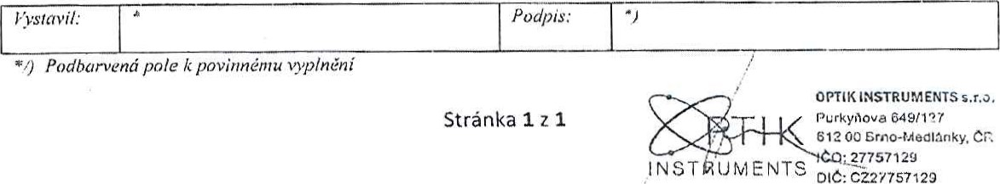 Vystavil: * Podpis: *)
*/) Podbarvená pole k povinnému vyplnění
Stránka 1 z 1
OPTIK INSTRUMENTS s.r.o.
Purkyňova 649/127
612 00 Brno-Medlánky, ČR
IČO: 27757129
DIČ: CZ27757129
OPTIK
INSTRUMENTS